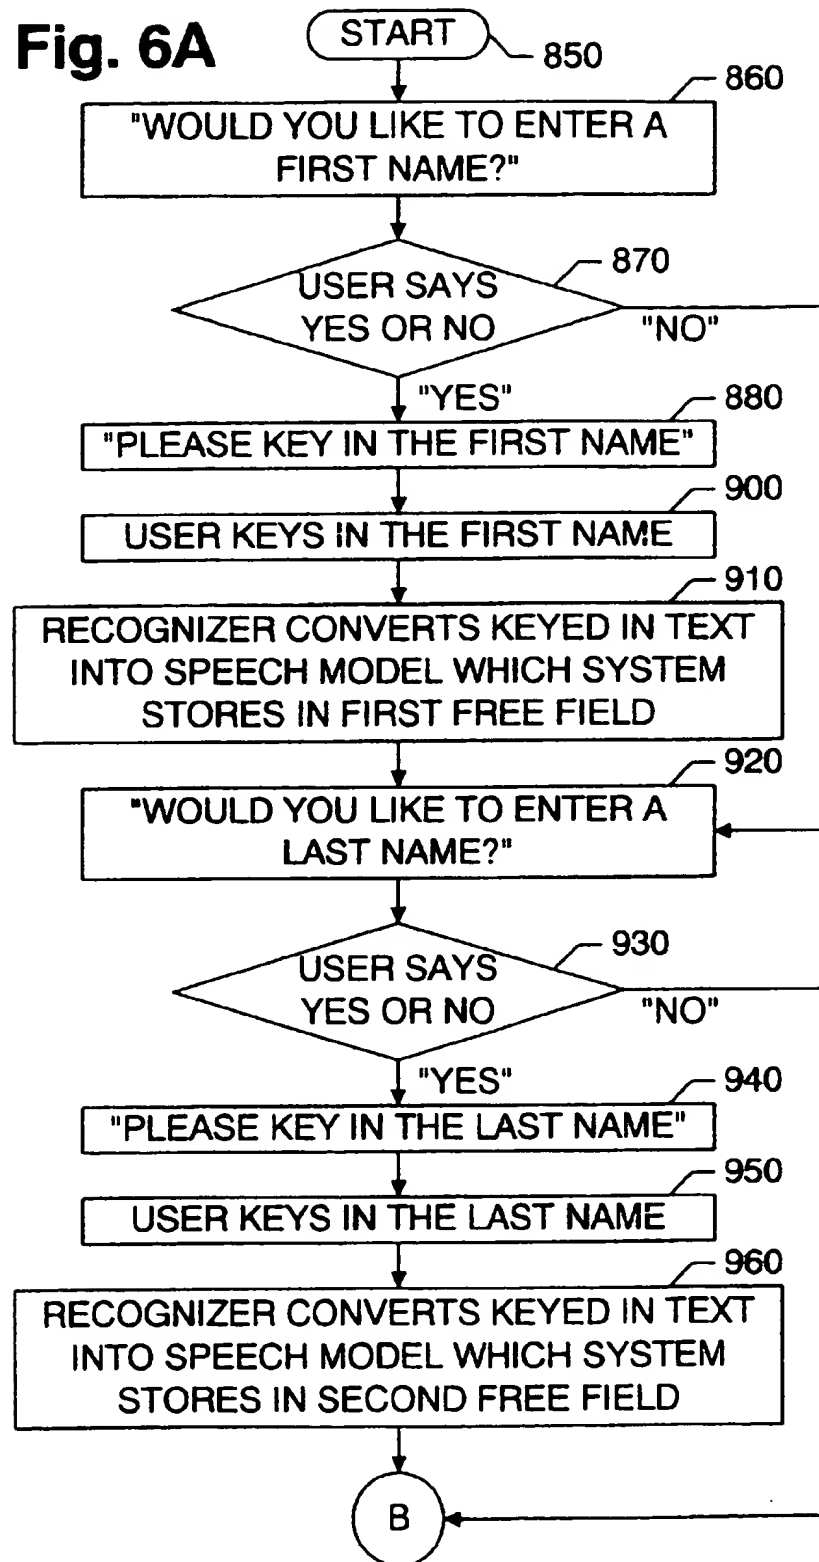 Fig. 6A
START
850
860
"WOULD YOU LIKE TO ENTER A
FIRST NAME?"
870
USER SAYS
YES OR NO
"NO"
"YES"
880
"PLEASE KEY IN THE FIRST NAME"
900
USER KEYS IN THE FIRST NAME
910
RECOGNIZER CONVERTS KEYED IN TEXT
INTO SPEECH MODEL WHICH SYSTEM
STORES IN FIRST FREE FIELD
920
"WOULD YOU LIKE TO ENTER A
LAST NAME?"
930
USER SAYS
YES OR NO
"NO"
"YES"
940
"PLEASE KEY IN THE LAST NAME"
950
USER KEYS IN THE LAST NAME
960
RECOGNIZER CONVERTS KEYED IN TEXT
INTO SPEECH MODEL WHICH SYSTEM
STORES IN SECOND FREE FIELD
B